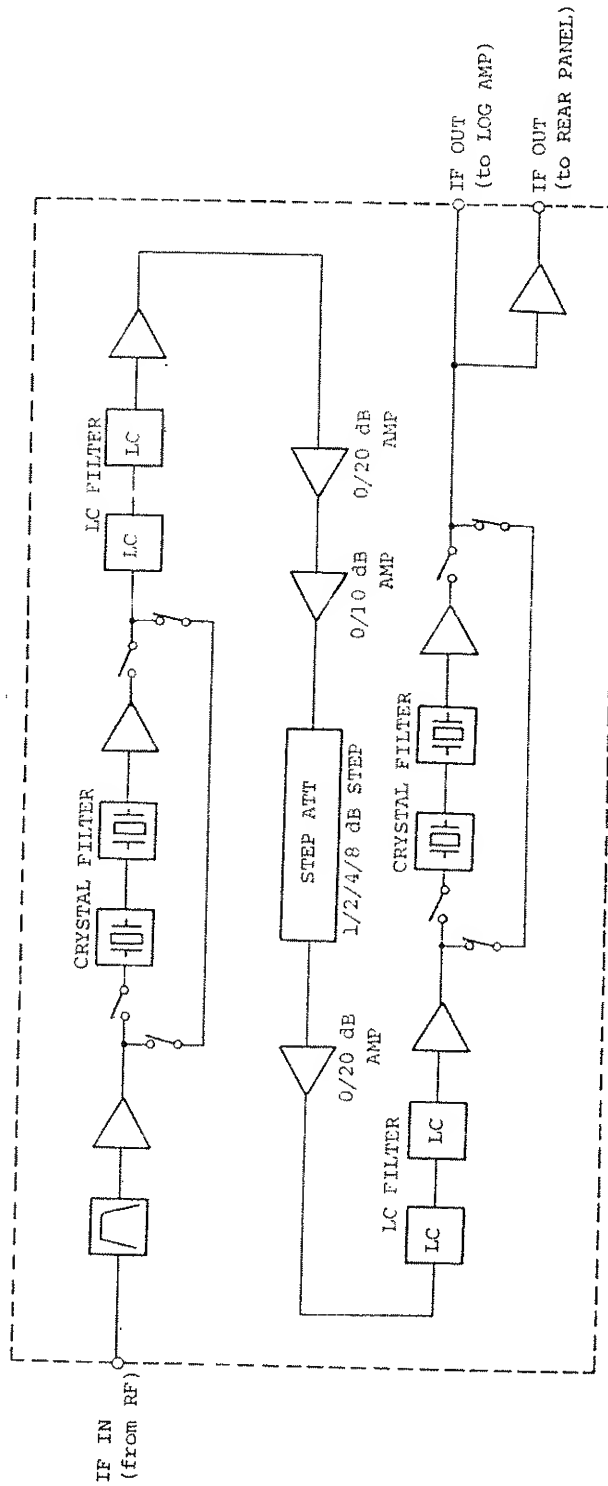 IF IN
(from RF)
CRYSTAL FILTER
LC FILTER
LC
LC
0/20 dB
AMP
0/10 dB
AMP
STEP ATT
1/2/4/8 dB STEP
0/20 dB
AMP
LC FILTER
LC
LC
CRYSTAL FILTER
IF OUT
(to LOG AMP)
IF OUT
(to REAR PANEL)